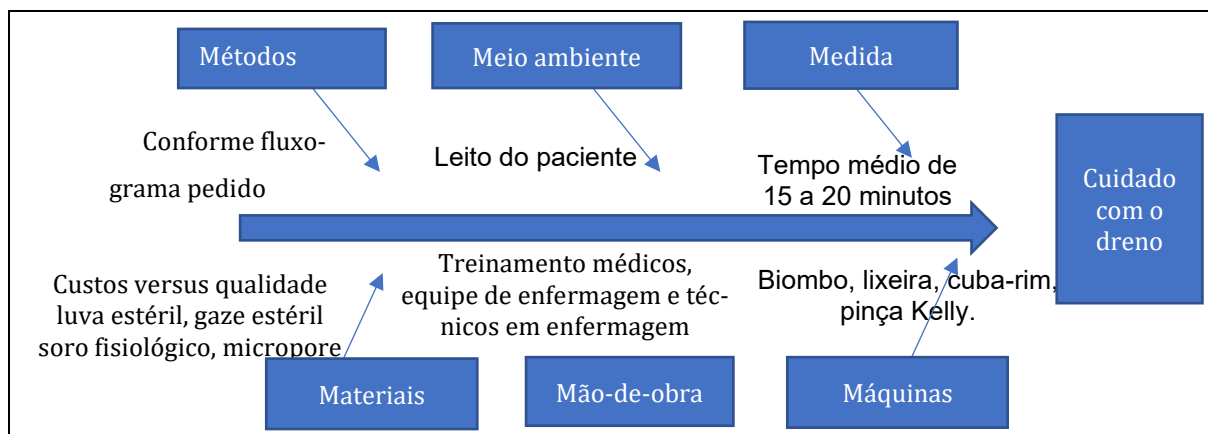 Métodos
Meio ambiente
Medida
Conforme fluxo-
grama pedido
Leito do paciente
Tempo médio de
15 a 20 minutos
Cuidado
com o
dreno
Custos versus qualidade
luva estéril, gaze estéril
soro fisiológico, micropore
Treinamento médicos,
equipe de enfermagem e téc-
nicos em enfermagem
Biombo, lixeira, cuba-rim,
pinça Kelly.
Materiais
Mão-de-obra
Máquinas